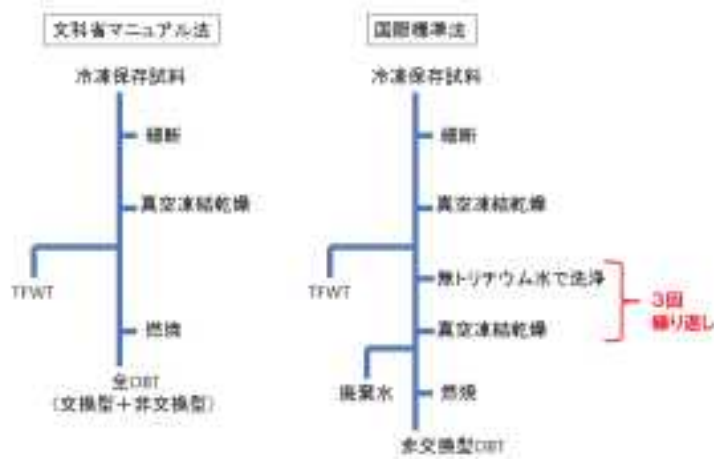 文科省マニュアル法
冷凍保存試料
細断
真空凍結乾燥
TFWT
燃焼
全OBT
(交換型+非交換型)
国際標準法
冷凍保存試料
細断
真空凍結乾燥
TFWT
無トリチウム水で洗浄
真空凍結乾燥
3回
繰り返し
廃棄水
燃焼
非交換型OBT